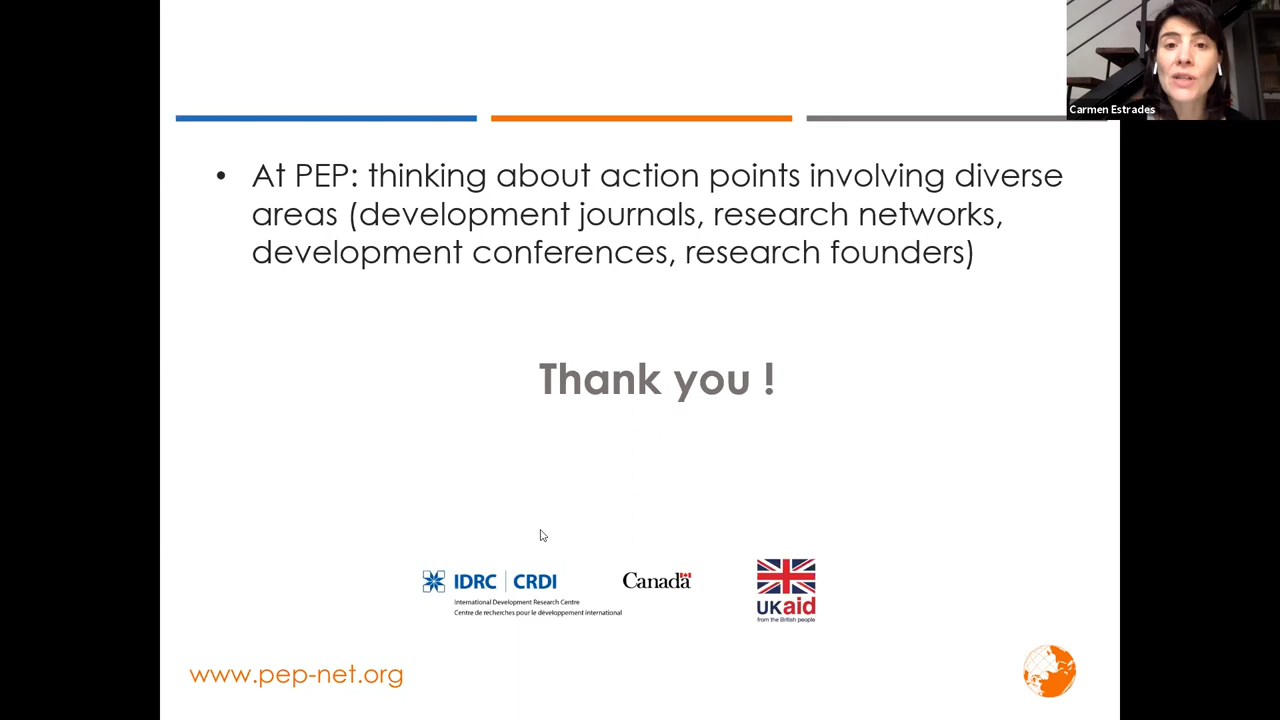 Carmen Estrades
• At PEP: thinking about action points involving diverse
areas (development journals, research networks,
development conferences, research founders)
Thank you !
IDRC | CRDI
International Development Research Centre
Centre de recherches pour le développement international
Canada
UKaid
from the British people
www.pep-net.org